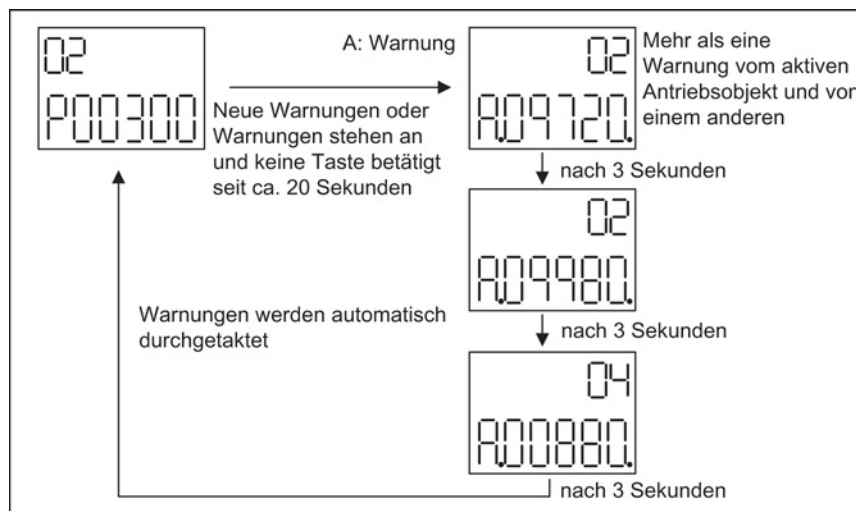 02
P00300
A: Warnung
Neue Warnungen oder
Warnungen stehen an
und keine Taste betätigt
seit ca. 20 Sekunden
02
A.09720.
Mehr als eine
Warnung vom aktiven
Antriebsobjekt und von
einem anderen
nach 3 Sekunden
02
A.09980.
nach 3 Sekunden
Warnungen werden automatisch
durchgetaktet
04
A.00880.
nach 3 Sekunden